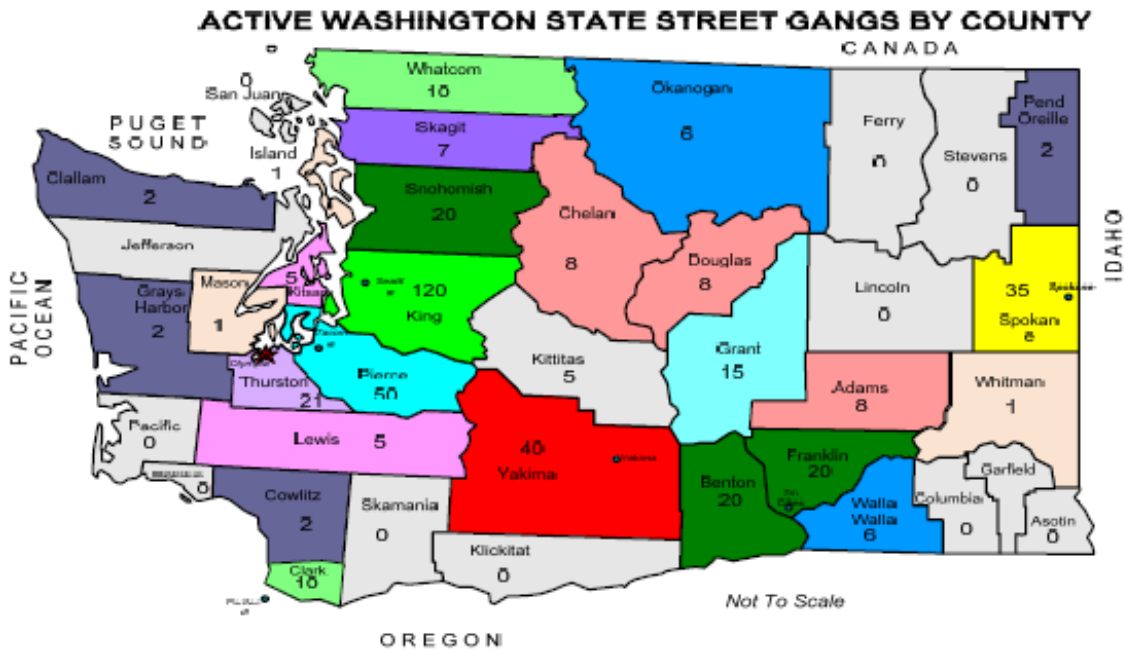 ACTIVE WASHINGTON STATE STREET GANGS BY COUNTY
CANADA
0
San Juan
PUGET
SOUND
Island
1
Whatcom
10
Skagit
7
Snohomish
20
Okanogan
6
Ferry
0
Stevens
0
Pend
Oreille
2
Clallam
2
Jefferson
Chelan
8
Douglas
8
IDAHO
PACIFIC
OCEAN
Grays
Harbor
2
Mason
1
5
Kitsap
120
King
Lincoln
0
35
Spokan
e
Spokane
Kittitas
5
Grant
15
Pierce
50
Thurston
21
Adams
8
Whitman
1
Pacific
0
Lewis 5
40
Yakima
Yakima
Benton
20
Franklin
20
Garfield
0
Cowlitz
2
Skamania
0
Walla
Walla
6
Columbia
0
Asotin
0
Klickitat
0
Clark
10
Not To Scale
OREGON